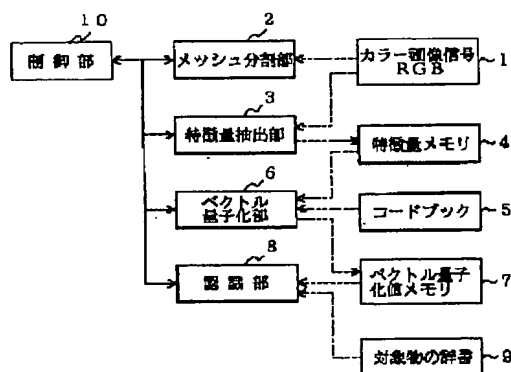 10
制御部
2
メッシュ分割部
カラー画像信号
RGB
1
3
特徴量抽出部
特徴量メモリ
4
6
ベクトル
量子化部
コードブック
5
8
認識部
ベクトル量子
化値メモリ
7
対象物の辞書
9